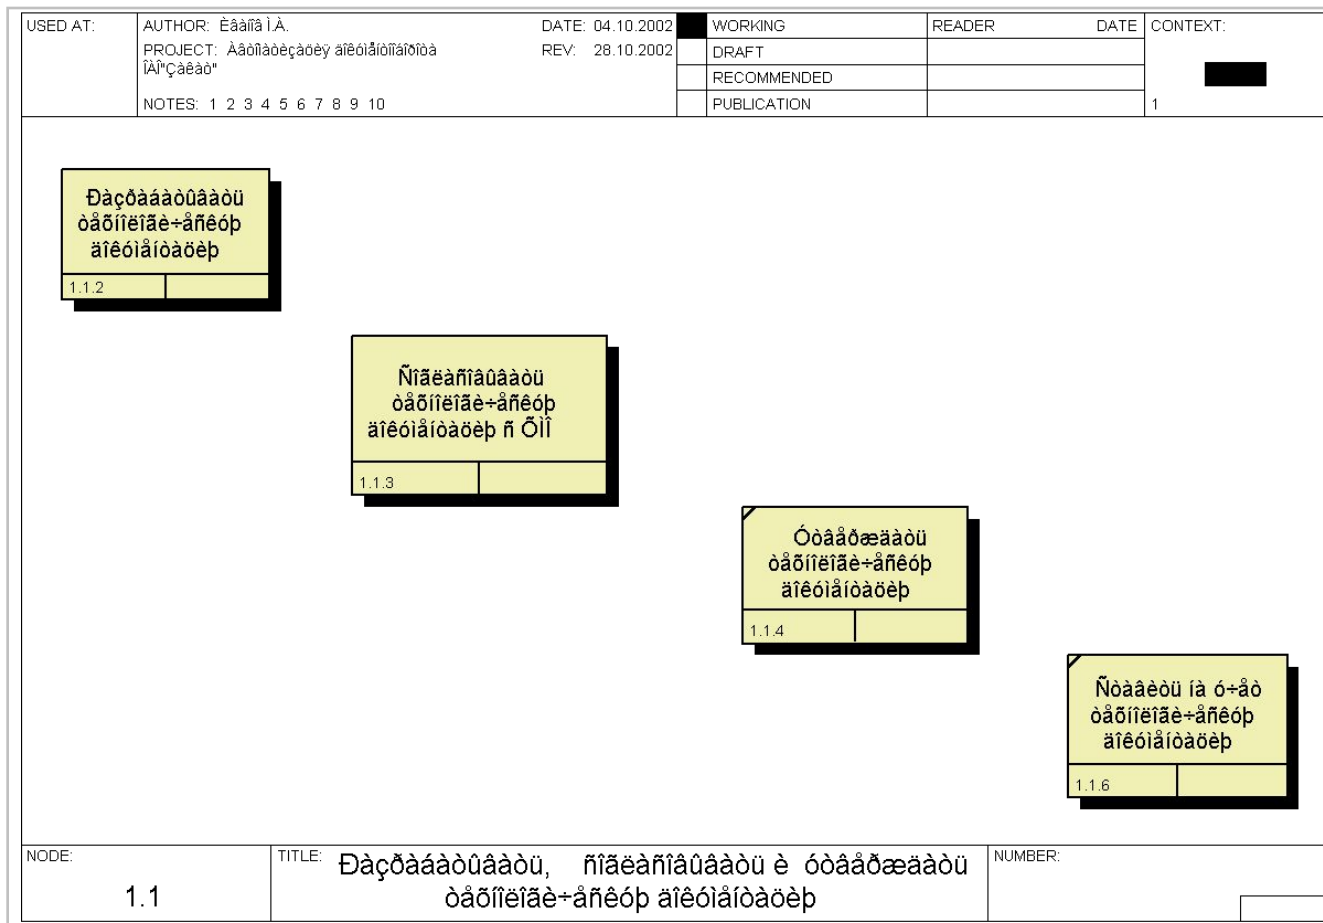 USED AT:
AUTHOR: Èâàíîâ Ì.À.
DATE: 04.10.2002
PROJECT: Àâòîìàòèçàöèÿ äîêóìåíòîîáîðîòà
ÎÀÎ"Çàêàò"
REV: 28.10.2002
NOTES: 1 2 3 4 5 6 7 8 9 10
WORKING
DRAFT
RECOMMENDED
PUBLICATION
READER DATE
CONTEXT:
1
Ðàçðàáàòûâàòü
òåõíîëîãè÷åñêóþ
äîêóìåíòàöèþ
1.1.2
Ñîãëàñîâûâàòü
òåõíîëîãè÷åñêóþ
äîêóìåíòàöèþ ñ ÕÌÎ
1.1.3
Óòâåðæäàòü
òåõíîëîãè÷åñêóþ
äîêóìåíòàöèþ
1.1.4
Ñòàâèòü íà ó÷åò
òåõíîëîãè÷åñêóþ
äîêóìåíòàöèþ
1.1.6
NODE:
1.1
TITLE: Ðàçðàáàòûâàòü, ñîãëàñîâûâàòü è óòâåðæäàòü
òåõíîëîãè÷åñêóþ äîêóìåíòàöèþ
NUMBER: